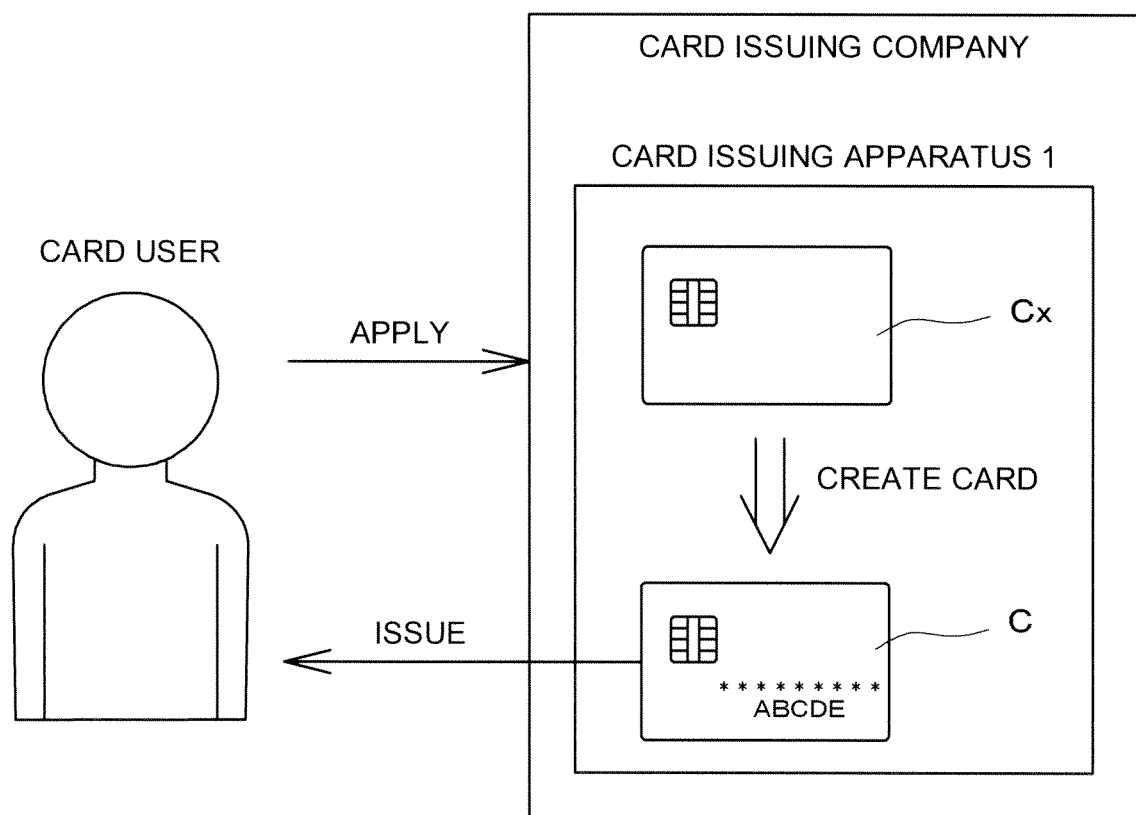 CARD ISSUING COMPANY
CARD ISSUING APPARATUS 1
CARD USER
Cx
APPLY
CREATE CARD
C
ISSUE
* * * * * * * * *
ABCDE